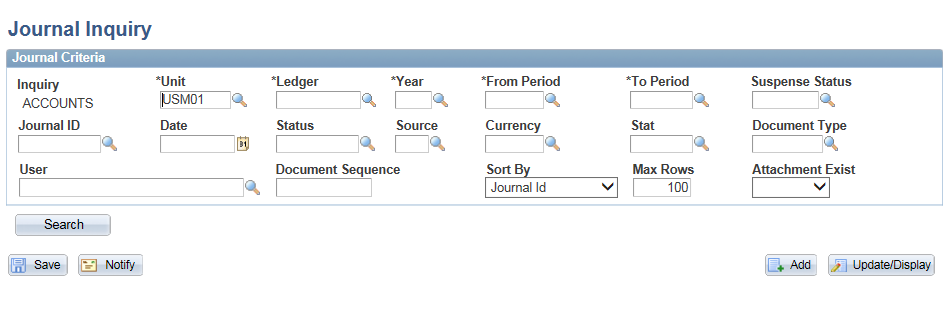 Journal Inquiry
Journal Criteria
Inquiry *Unit *Ledger *Year *From Period *To Period Suspense Status
ACCOUNTS USM01
Journal ID Date Status Source Currency Stat Document Type
31
User Document Sequence Sort By Max Rows Attachment Exist
Journal Id 100
Search
Save Notify Add Update/Display